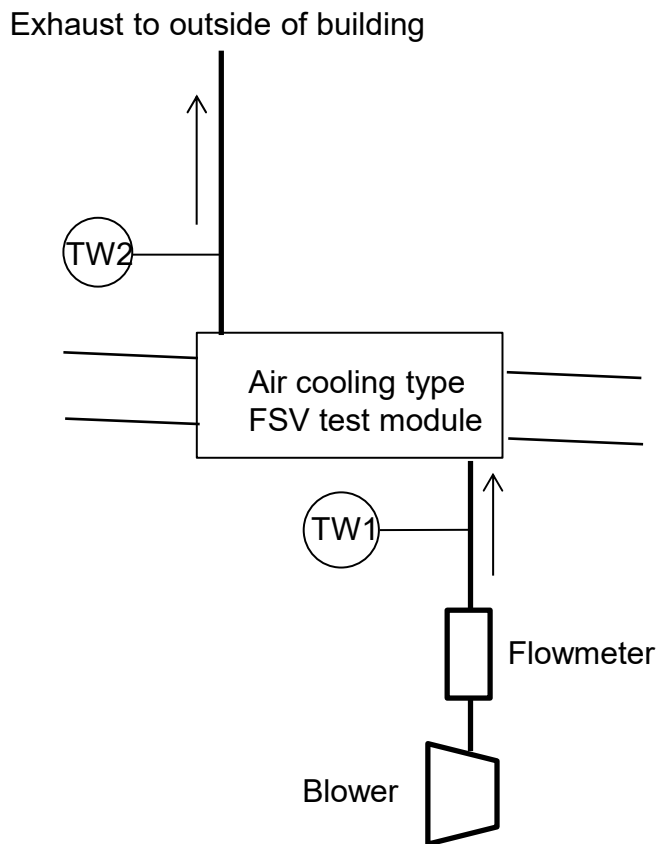 Exhaust to outside of building
TW2
Air cooling type
FSV test module
TW1
Flowmeter
Blower